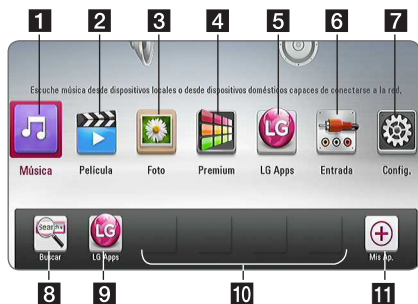 1 2 3 4 5 6 7
Escuche música desde dispositivos locales o desde dispositivos domésticos capaces de conectarse a la red.
LG
Música Película Foto Premium LG Apps Entrada Config.
Search
LG
Buscar LG Apps Mis Ap.
8 9 10 11